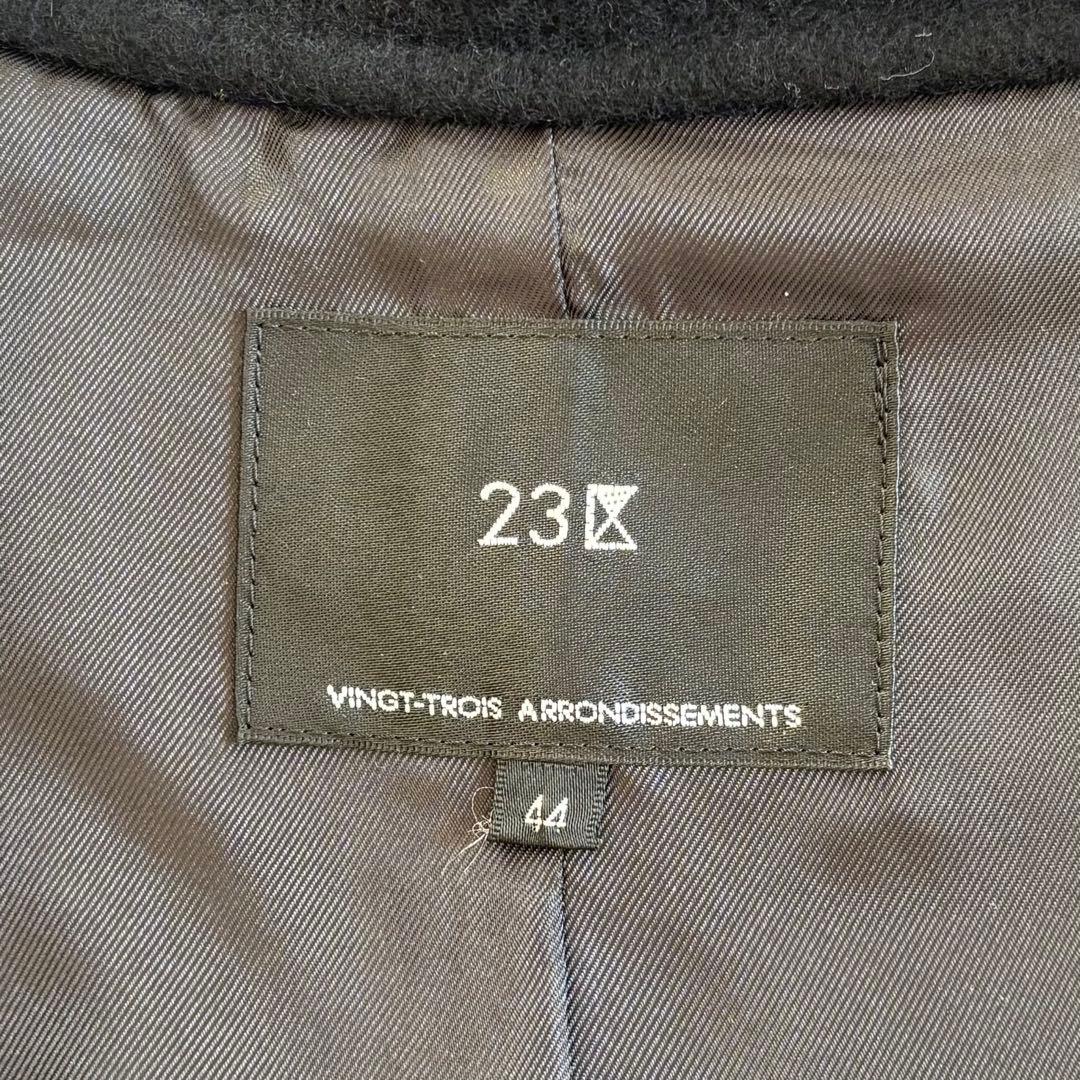 23区
VINGT-TROIS ARRONDISSEMENTS
44